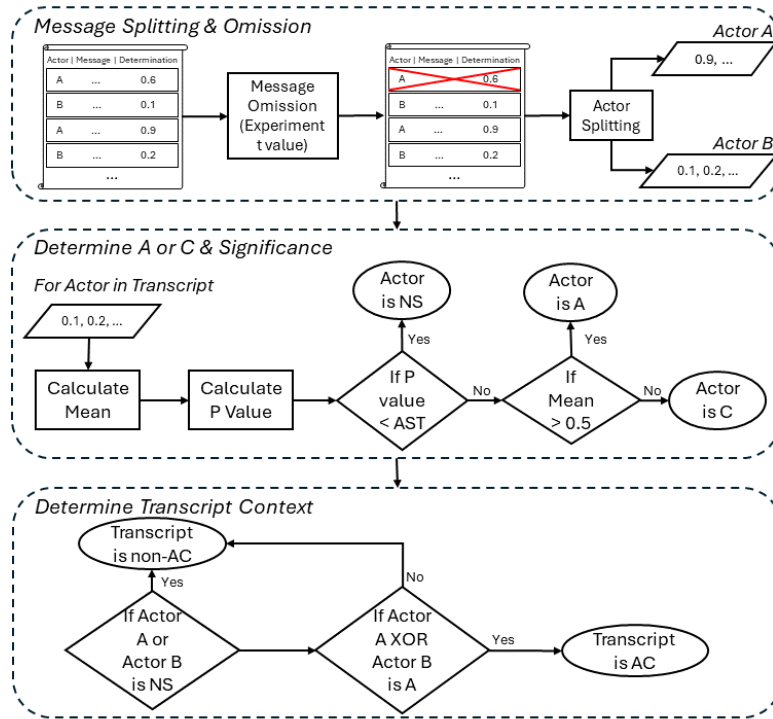 Message Splitting & Omission
Actor | Message | Determination
A ... 0.6
B ... 0.1
A ... 0.9
B ... 0.2
...
Message
Omission
(Experiment
t value)
Actor | Message | Determination
A 0.6
B ... 0.1
A ... 0.9
B ... 0.2
...
Actor
Splitting
Actor A
0.9, ...
Actor B
0.1, 0.2, ...
Determine A or C & Significance
For Actor in Transcript
0.1, 0.2, ...
Calculate
Mean
Calculate
P Value
If P
value
< AST
Yes
Actor
is NS
No
If
Mean
> 0.5
Yes
Actor
is A
No
Actor
is C
Determine Transcript Context
Transcript
is non-AC
Yes
If Actor
A or
Actor B
is NS
No
If Actor
A XOR
Actor B
is A
Yes
Transcript
is AC